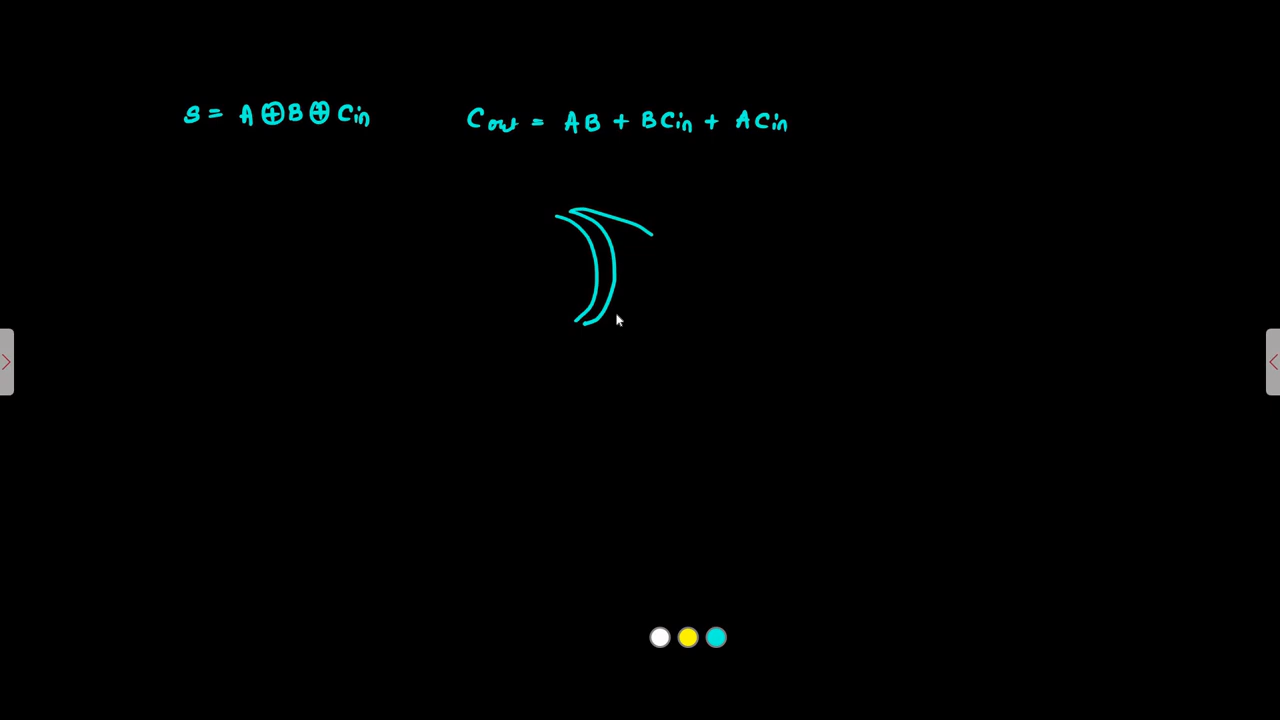 S = A ⊕ B ⊕ Cin
Cout = AB + BCin + ACin